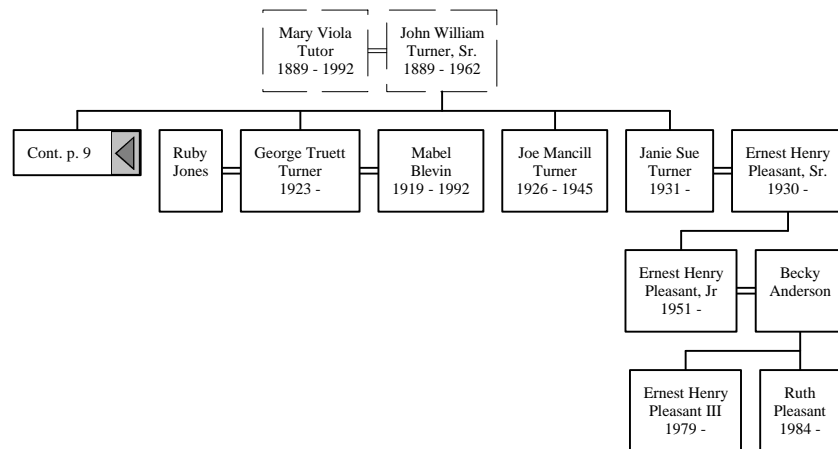 Mary Viola
Tutor
1889 - 1992
John William
Turner, Sr.
1889 - 1962
Cont. p. 9
Ruby
Jones
George Truett
Turner
1923 -
Mabel
Blevin
1919 - 1992
Joe Mancill
Turner
1926 - 1945
Janie Sue
Turner
1931 -
Ernest Henry
Pleasant, Sr.
1930 -
Ernest Henry
Pleasant, Jr
1951 -
Becky
Anderson
Ernest Henry
Pleasant III
1979 -
Ruth
Pleasant
1984 -